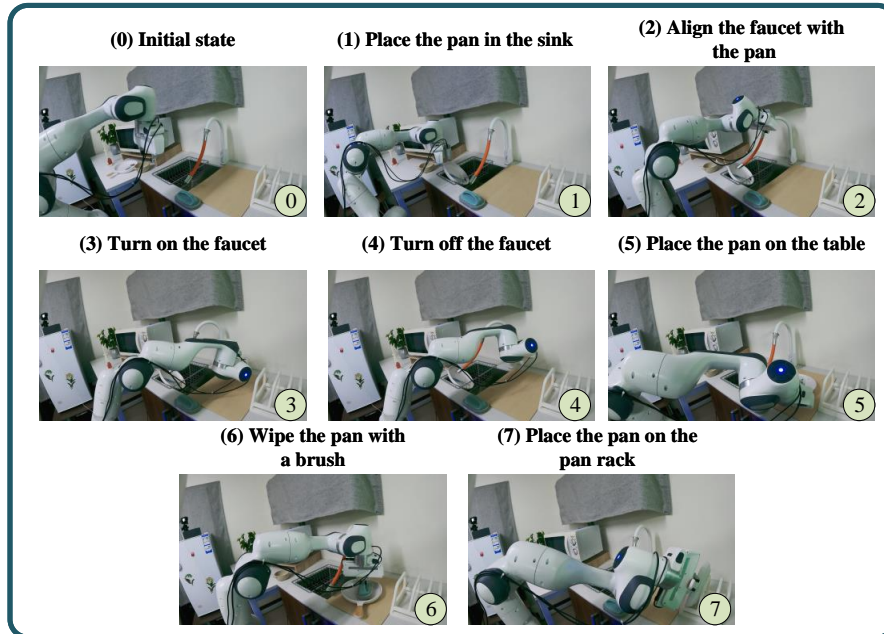 (0) Initial state
(1) Place the pan in the sink
(2) Align the faucet with
the pan
0
1
2
(3) Turn on the faucet
(4) Turn off the faucet
(5) Place the pan on the table
3
4
5
(6) Wipe the pan with
a brush
(7) Place the pan on the
pan rack
6
7